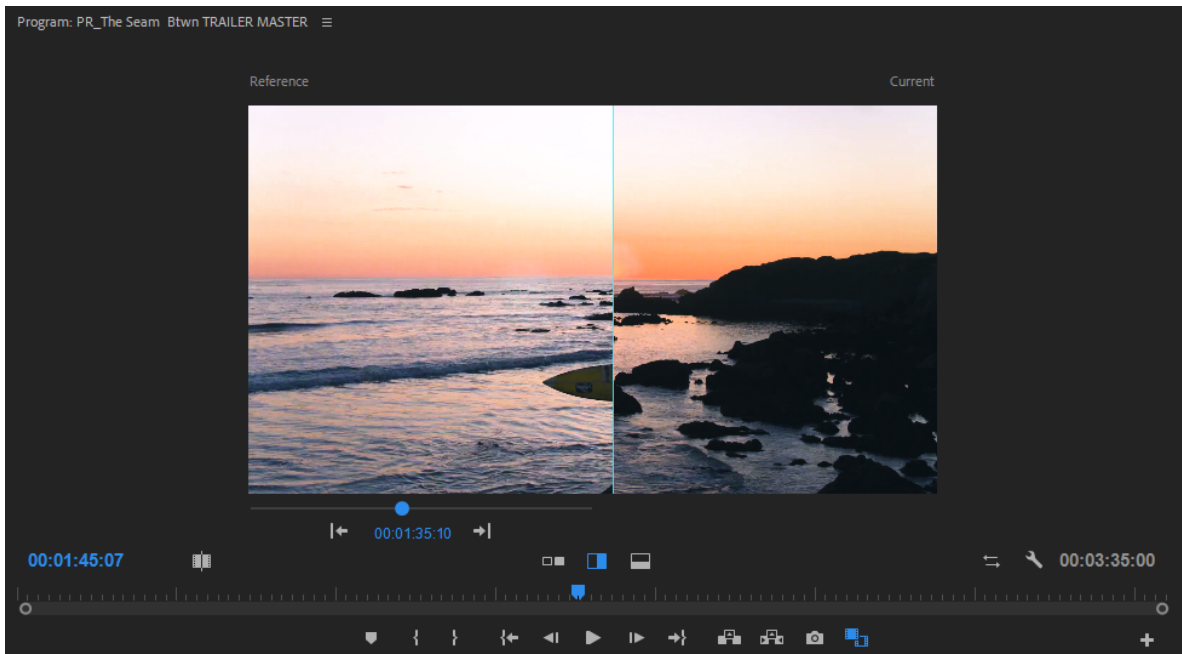 Program: PR_The Seam  Btwn TRAILER MASTER
Reference
Current
00:01:35:10
00:01:45:07
00:03:35:00